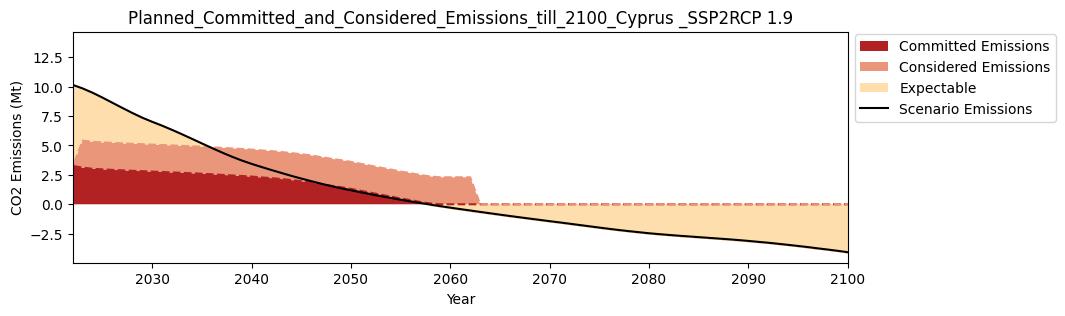 Planned_Committed_and_Considered_Emissions_till_2100_Cyprus _SSP2RCP 1.9
12.5
10.0
7.5
5.0
2.5
0.0
−2.5
CO2 Emissions (Mt)
2030 2040 2050 2060 2070 2080 2090 2100
Year
Committed Emissions
Considered Emissions
Expectable
Scenario Emissions